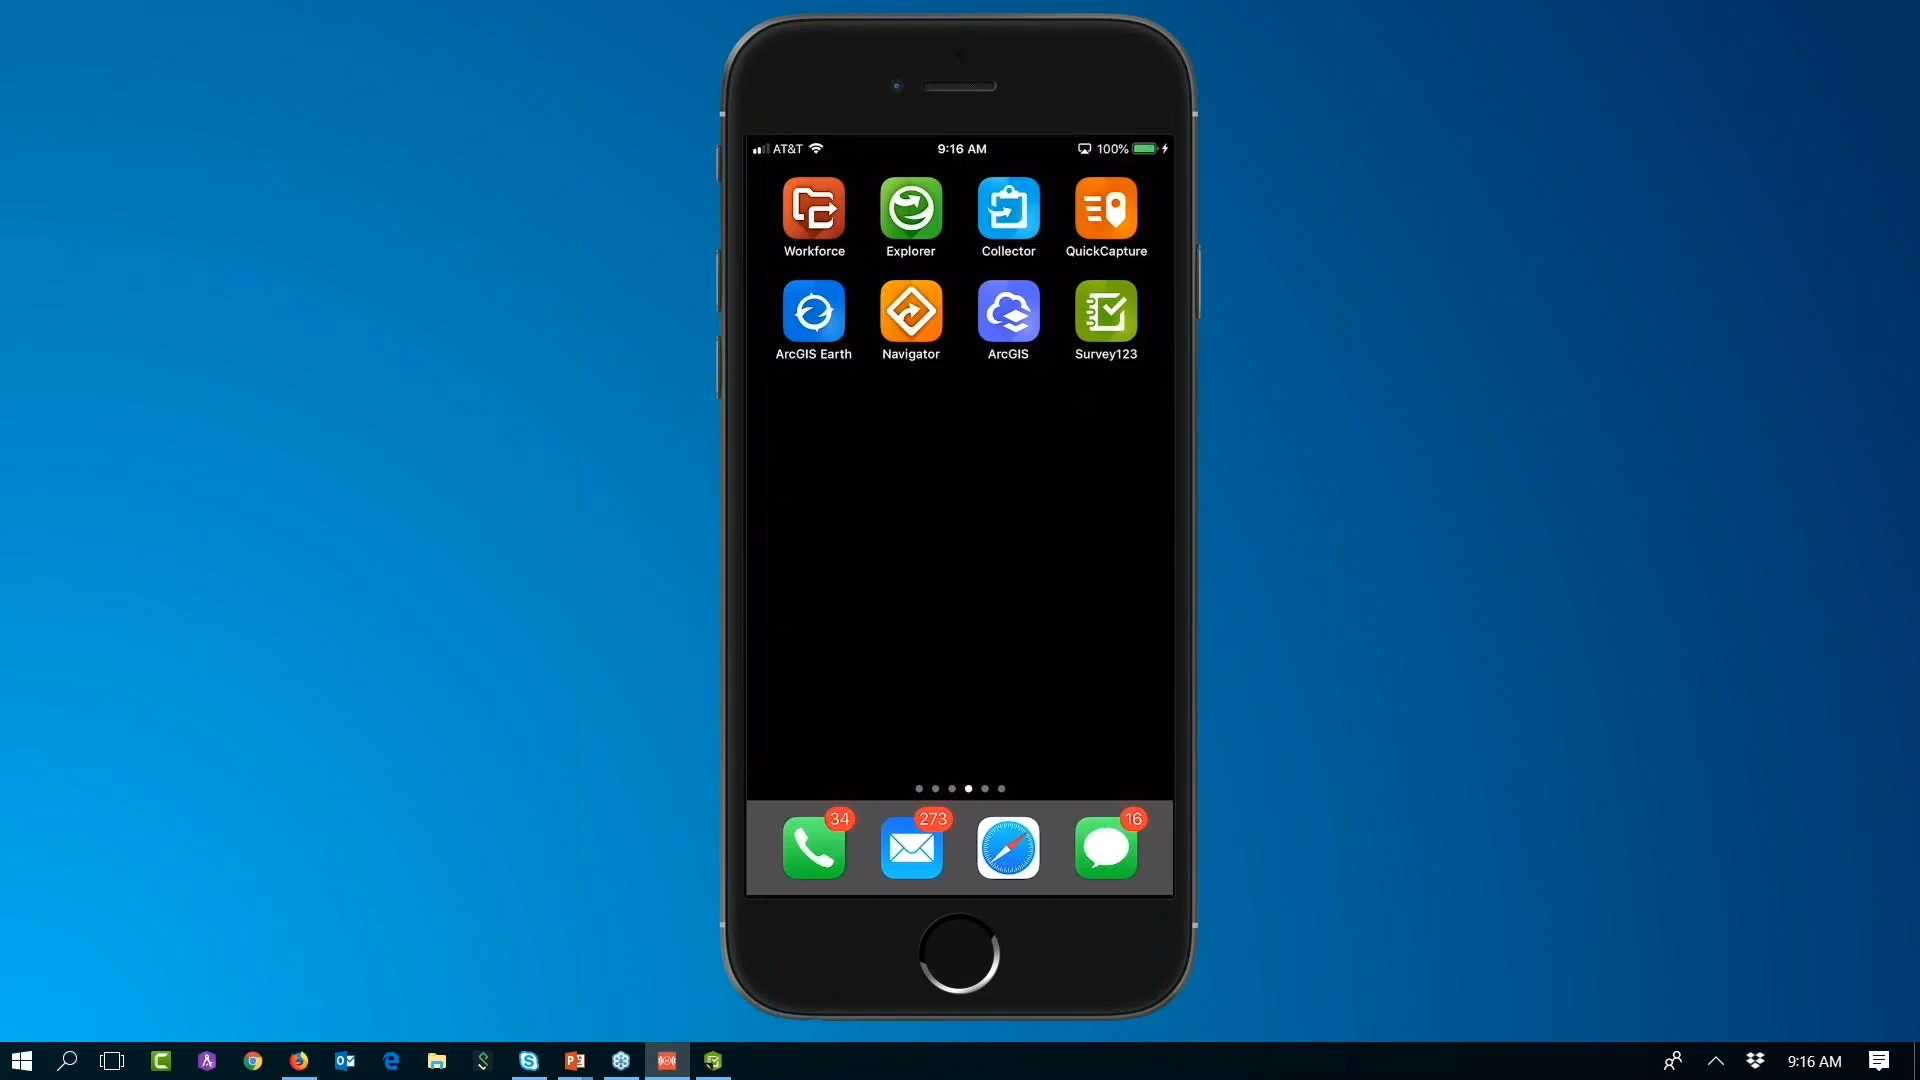 AT&T 9:16 AM 100%
Workforce Explorer Collector QuickCapture
ArcGIS Earth Navigator ArcGIS Survey123
34 273 16
9:16 AM